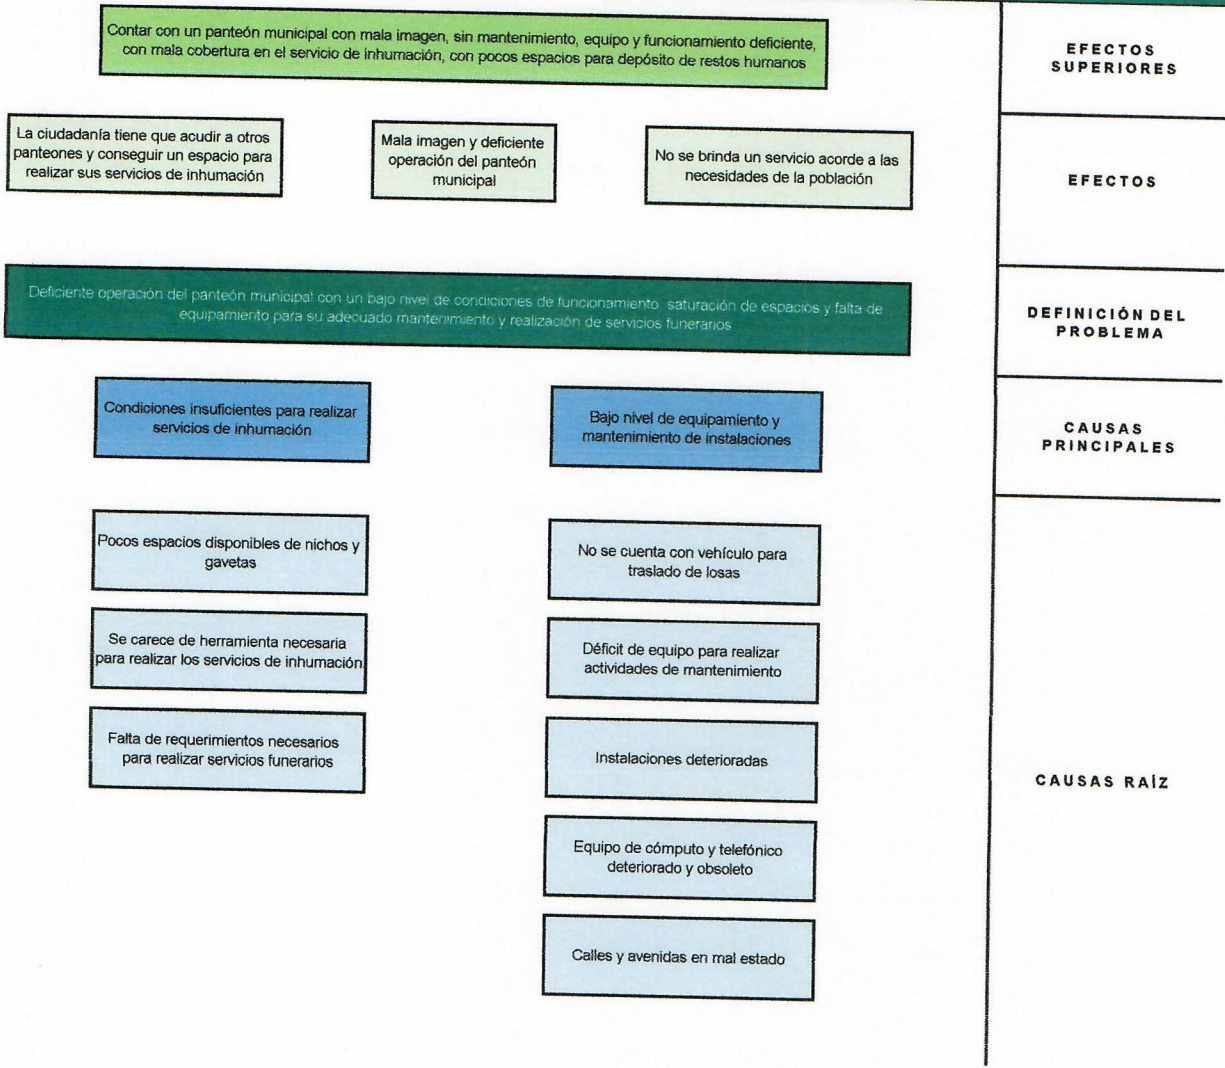 Contar con un panteón municipal con mala imagen, sin mantenimiento, equipo y funcionamiento deficiente,
con mala cobertura en el servicio de inhumación, con pocos espacios para depósito de restos humanos
EFECTOS
SUPERIORES
La ciudadanía tiene que acudir a otros
panteones y conseguir un espacio para
realizar sus servicios de inhumación
Mala imagen y deficiente
operación del panteón
municipal
No se brinda un servicio acorde a las
necesidades de la población
EFECTOS
Deficiente operación del panteón municipal con un bajo nivel de condiciones de funcionamiento, saturación de espacios y falta de
equipamiento para su adecuado mantenimiento y realización de servicios funerarios
DEFINICIÓN DEL
PROBLEMA
Condiciones insuficientes para realizar
servicios de inhumación
Bajo nivel de equipamiento y
mantenimiento de instalaciones
CAUSAS
PRINCIPALES
Pocos espacios disponibles de nichos y
gavetas
Se carece de herramienta necesaria
para realizar los servicios de inhumación
Falta de requerimientos necesarios
para realizar servicios funerarios
No se cuenta con vehículo para
traslado de losas
Déficit de equipo para realizar
actividades de mantenimiento
Instalaciones deterioradas
Equipo de cómputo y telefónico
deteriorado y obsoleto
Calles y avenidas en mal estado
CAUSAS RAÍZ